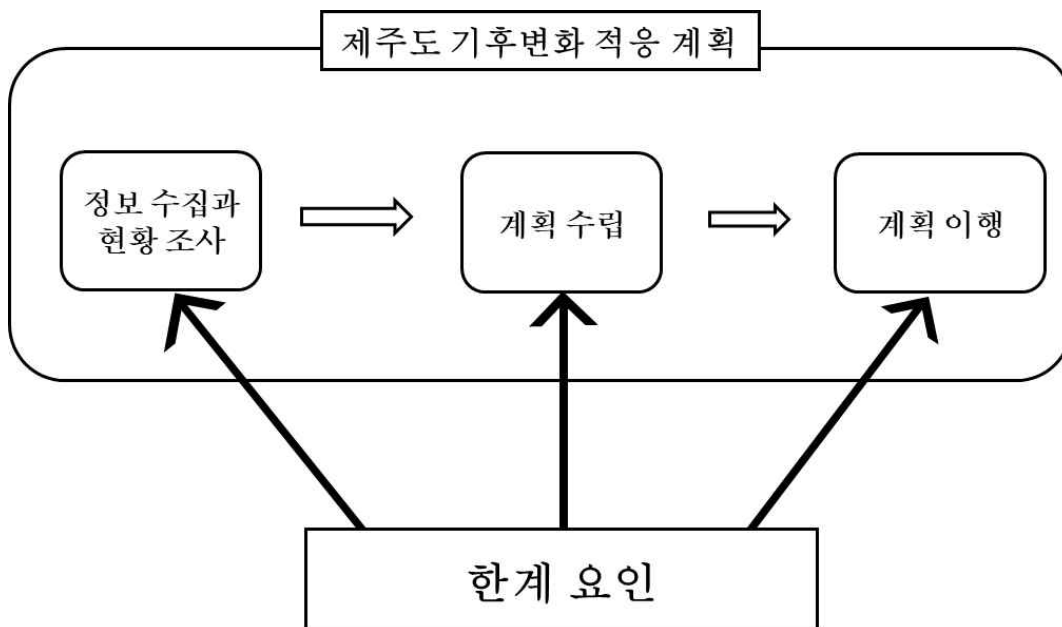 제주도 기후변화 적응 계획
정보 수집과
현황 조사
계획 수립
계획 이행
한계 요인